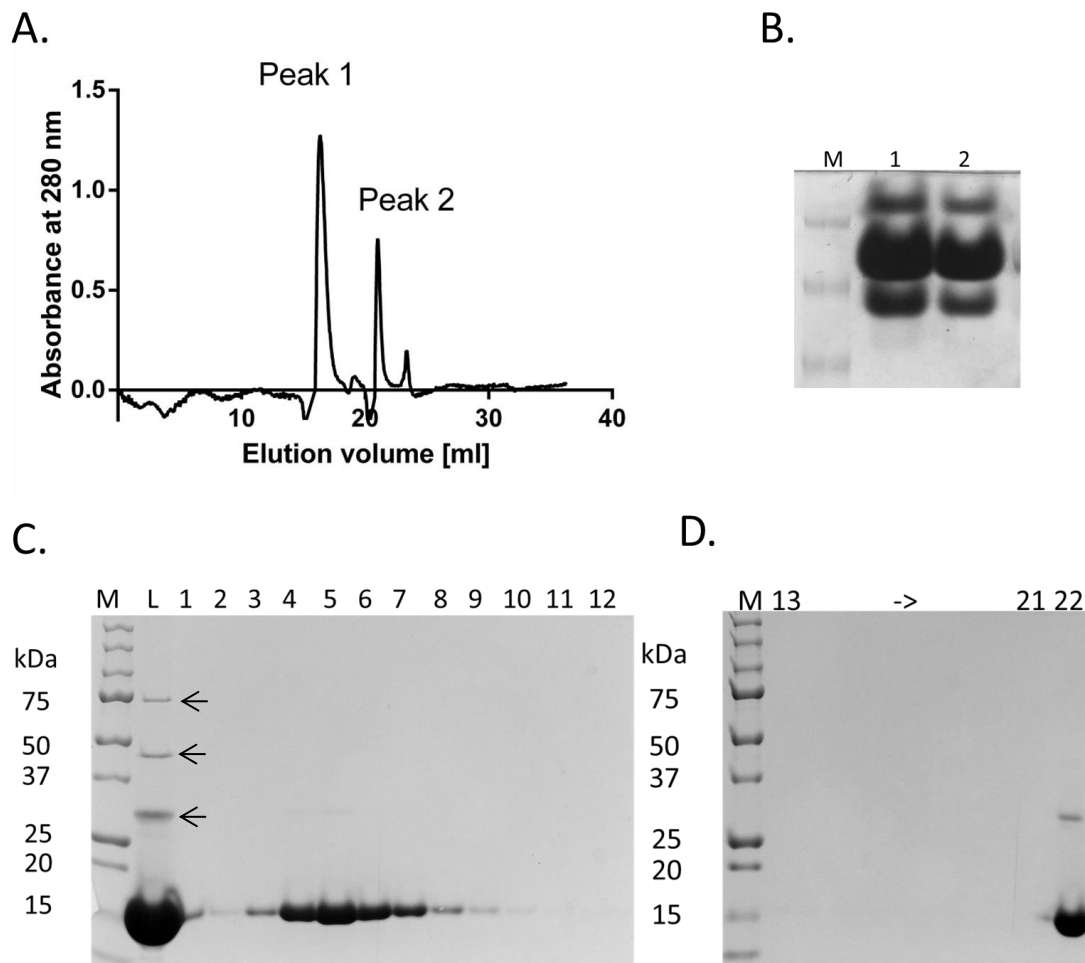 A.
Peak 1
Peak 2
1.5
1.0
0.5
0.0
10
20
30
40
Absorbance at 280 nm
Elution volume [ml]
B.
M 1 2
C.
M L 1 2 3 4 5 6 7 8 9 10 11 12
kDa
75
50
37
25
20
15
D.
M 13 -> 21 22
kDa
75
50
37
25
20
15